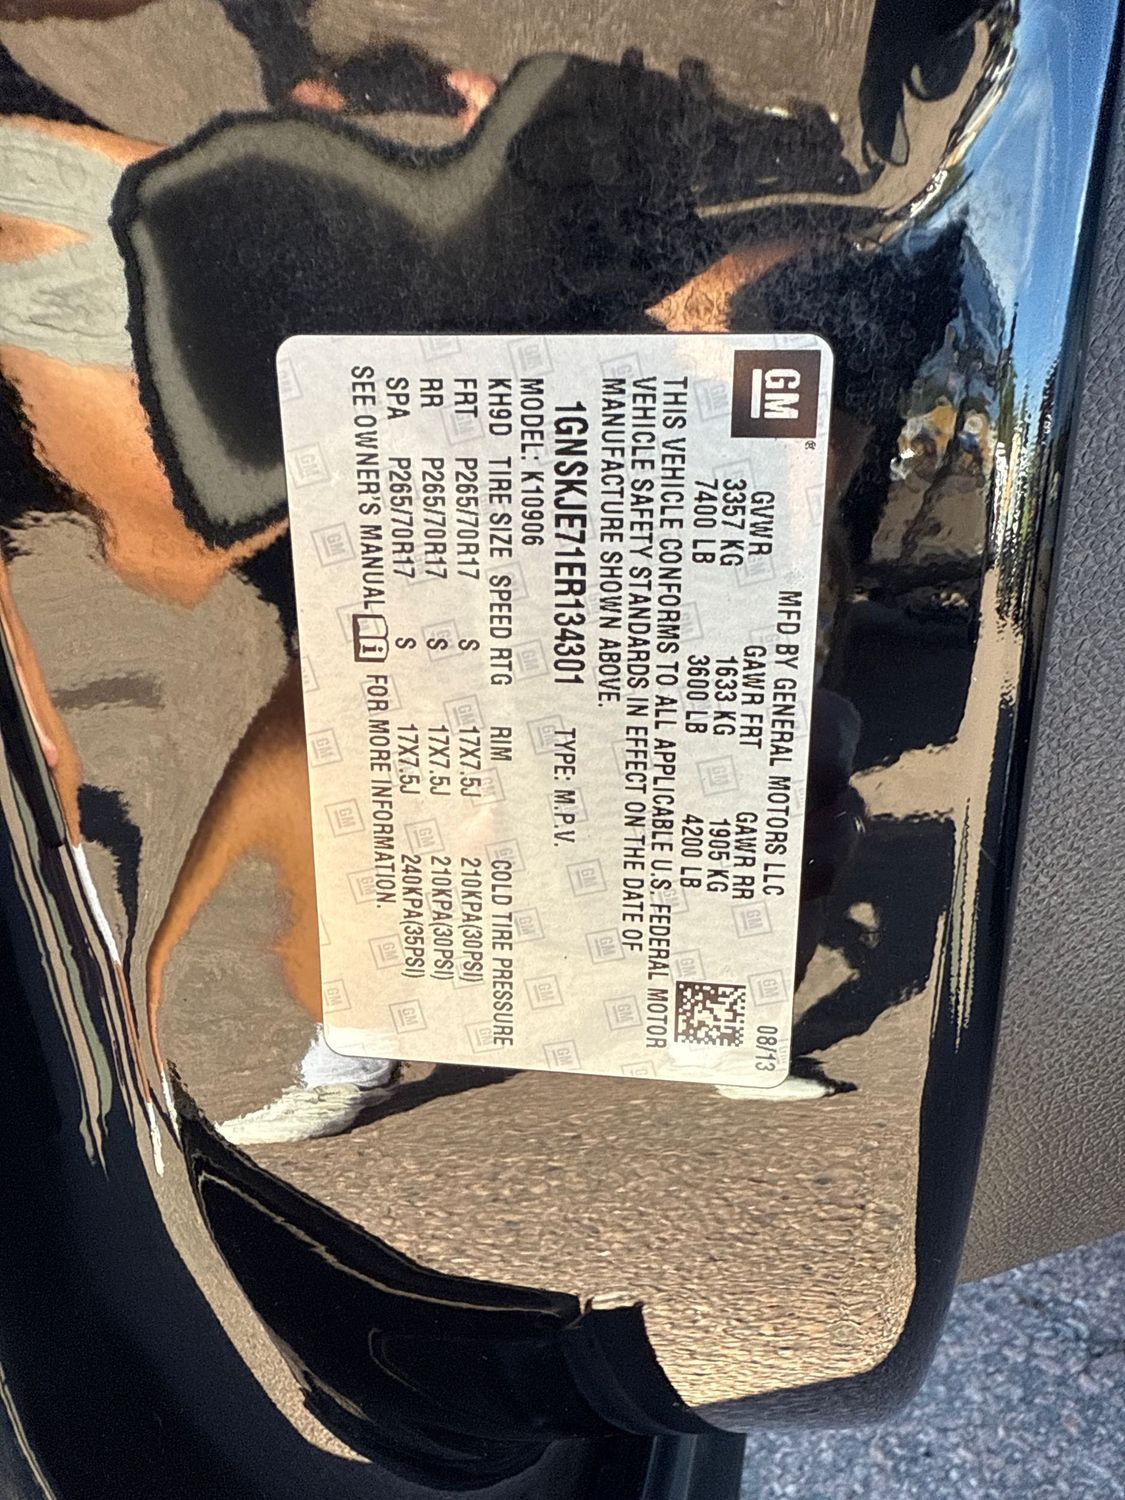 GM®
MFD BY GENERAL MOTORS LLC 08/13
GVWR GAWR FRT GAWR RR
3357 KG 1633 KG 1905 KG
7400 LB 3600 LB 4200 LB
THIS VEHICLE CONFORMS TO ALL APPLICABLE U.S. FEDERAL MOTOR
VEHICLE SAFETY STANDARDS IN EFFECT ON THE DATE OF
MANUFACTURE SHOWN ABOVE.
1GNSKJE71ER134301 TYPE: M.P.V.
MODEL: K10906
KH9D TIRE SIZE SPEED RTG RIM COLD TIRE PRESSURE
FRT P265/70R17 S 17X7.5J 210KPA(30PSI)
RR P265/70R17 S 17X7.5J 210KPA(30PSI)
SPA P265/70R17 S 17X7.5J 240KPA(35PSI)
SEE OWNER'S MANUAL i FOR MORE INFORMATION.